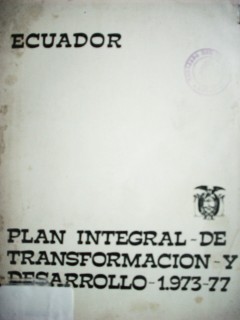 ECUADOR
PLAN INTEGRAL-DE
TRANSFORMACION-Y
DESARROLLO-1.973-77